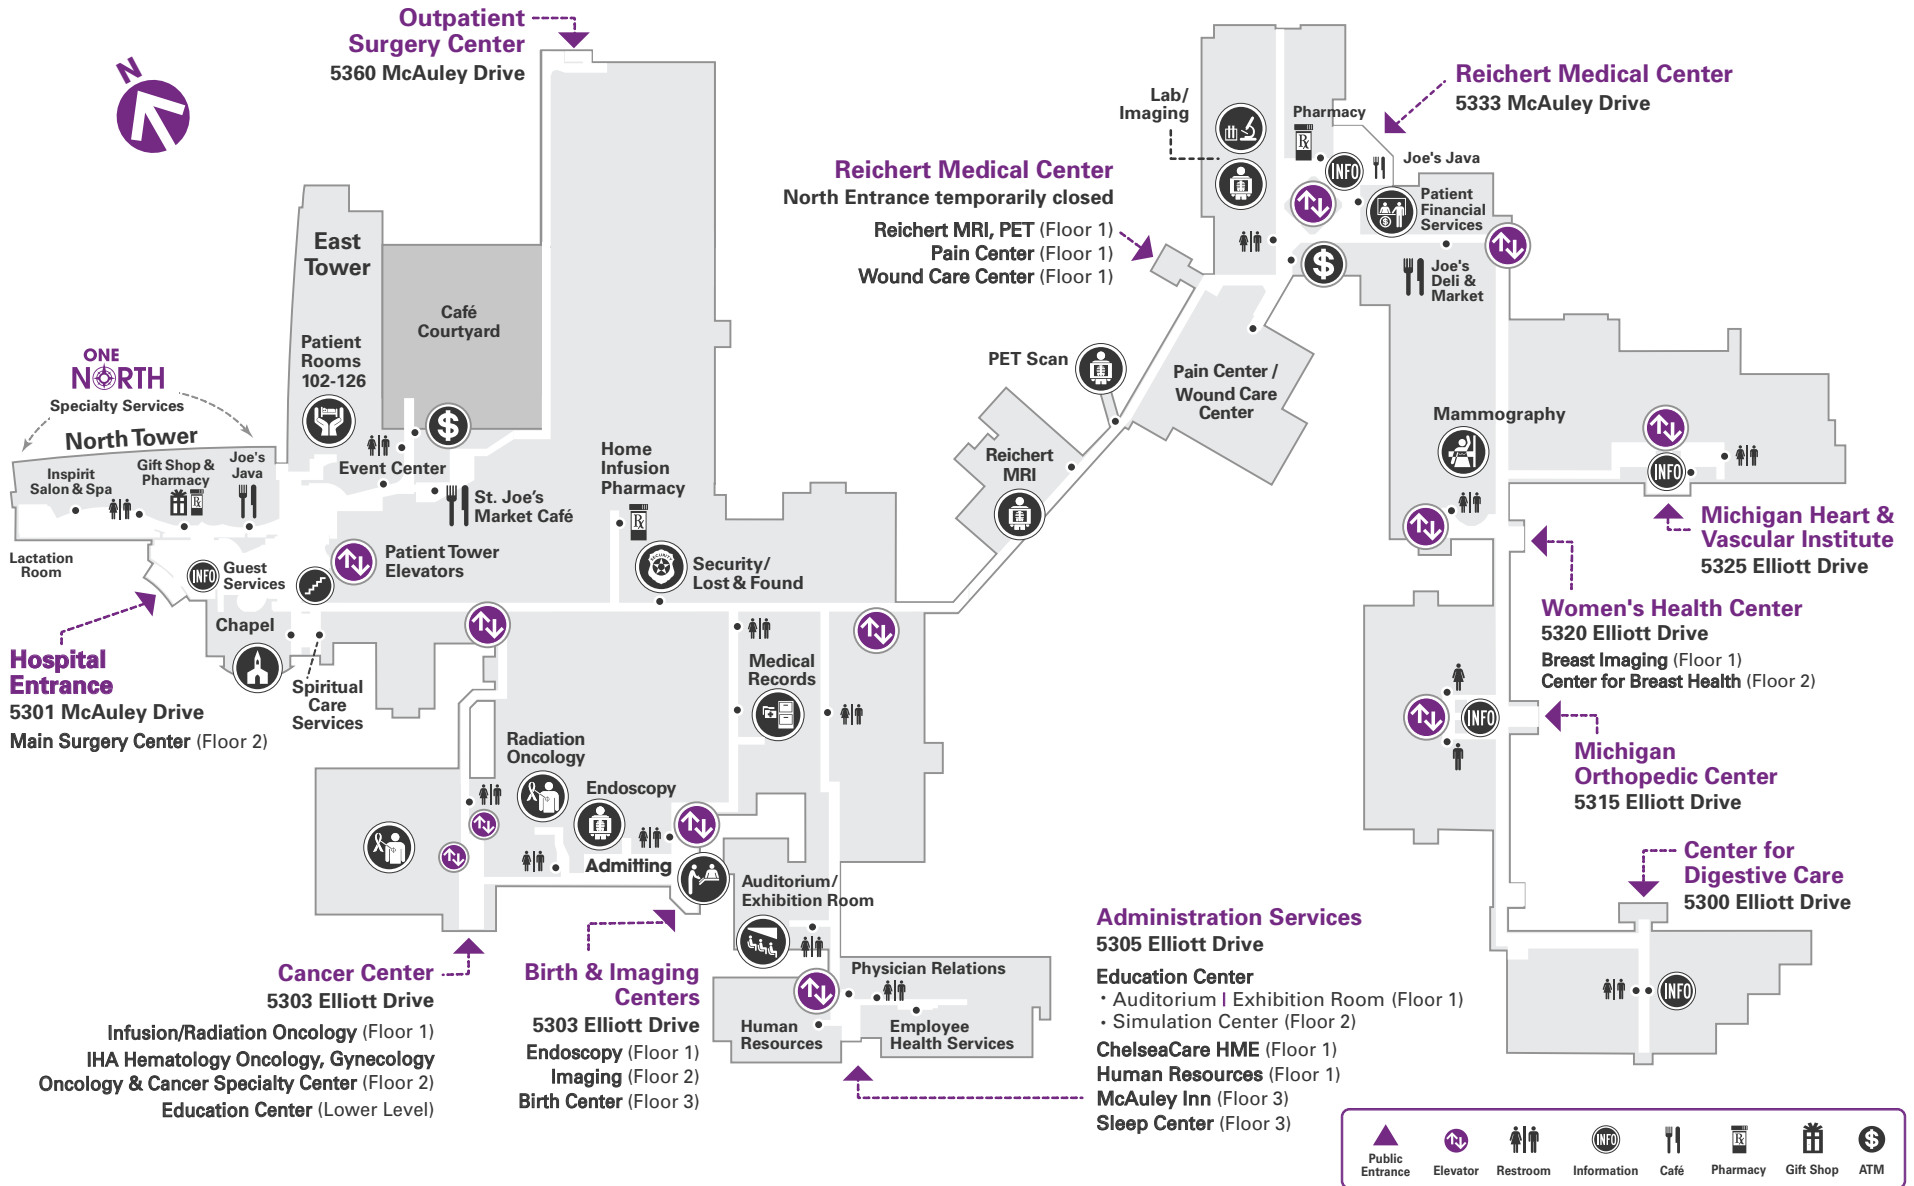 N
Outpatient
Surgery Center
5360 McAuley Drive
East
Tower
Café
Courtyard
Patient
Rooms
102-126
ONE
NORTH
Specialty Services
North Tower
Inspirit
Salon & Spa
Gift Shop &
Pharmacy
Joe's
Java
Rx
Event Center
$
St. Joe's
Market Café
Lactation
Room
INFO
Guest
Services
Patient Tower
Elevators
Chapel
Spiritual
Care
Services
Hospital
Entrance
5301 McAuley Drive
Main Surgery Center (Floor 2)
Home
Infusion
Pharmacy
Rx
SECURITY
Security/
Lost & Found
Medical
Records
Radiation
Oncology
Endoscopy
Admitting
Auditorium/
Exhibition Room
Physician Relations
Human
Resources
Employee
Health Services
Cancer Center
5303 Elliott Drive
Infusion/Radiation Oncology (Floor 1)
IHA Hematology Oncology, Gynecology
Oncology & Cancer Specialty Center (Floor 2)
Education Center (Lower Level)
Birth & Imaging
Centers
5303 Elliott Drive
Endoscopy (Floor 1)
Imaging (Floor 2)
Birth Center (Floor 3)
Administration Services
5305 Elliott Drive
Education Center
· Auditorium | Exhibition Room (Floor 1)
· Simulation Center (Floor 2)
ChelseaCare HME (Floor 1)
Human Resources (Floor 1)
McAuley Inn (Floor 3)
Sleep Center (Floor 3)
Reichert Medical Center
North Entrance temporarily closed
Reichert MRI, PET (Floor 1)
Pain Center (Floor 1)
Wound Care Center (Floor 1)
Lab/
Imaging
Pharmacy
Rx
INFO
Joe's Java
Reichert Medical Center
5333 McAuley Drive
$
Patient
Financial
Services
$
Joe's
Deli &
Market
PET Scan
Pain Center /
Wound Care
Center
Reichert
MRI
Mammography
INFO
Michigan Heart &
Vascular Institute
5325 Elliott Drive
Women's Health Center
5320 Elliott Drive
Breast Imaging (Floor 1)
Center for Breast Health (Floor 2)
INFO
Michigan
Orthopedic Center
5315 Elliott Drive
Center for
Digestive Care
5300 Elliott Drive
INFO
Public
Entrance
Elevator
Restroom
INFO
Information
Café
Rx
Pharmacy
Gift Shop
$
ATM